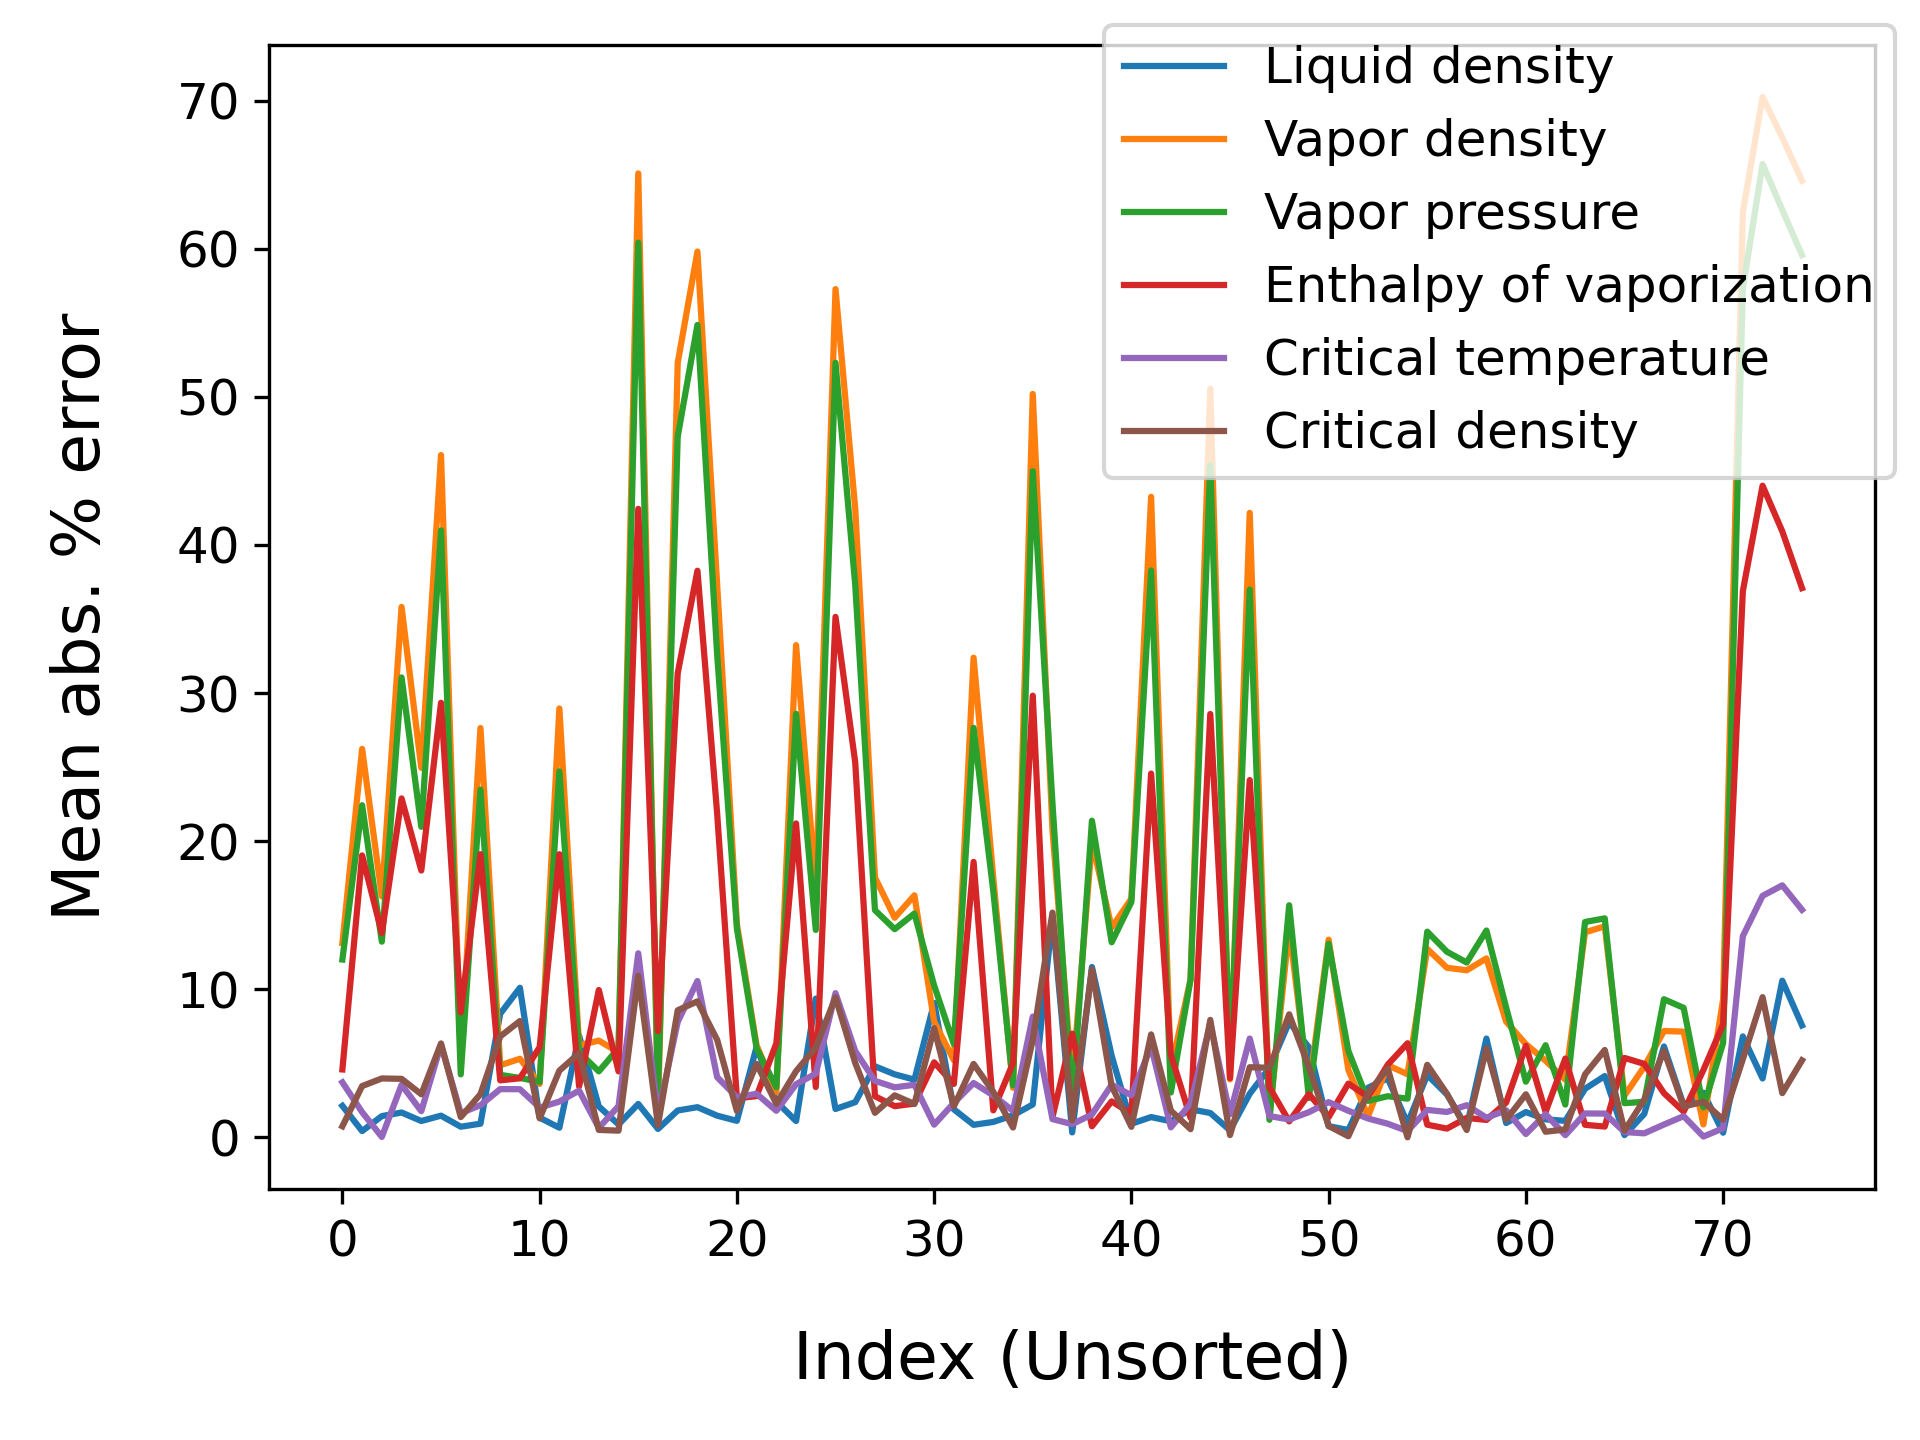 Liquid density
Vapor density
Vapor pressure
Enthalpy of vaporization
Critical temperature
Critical density
Mean abs. % error
70
60
50
40
30
20
10
0
0 10 20 30 40 50 60 70
Index (Unsorted)